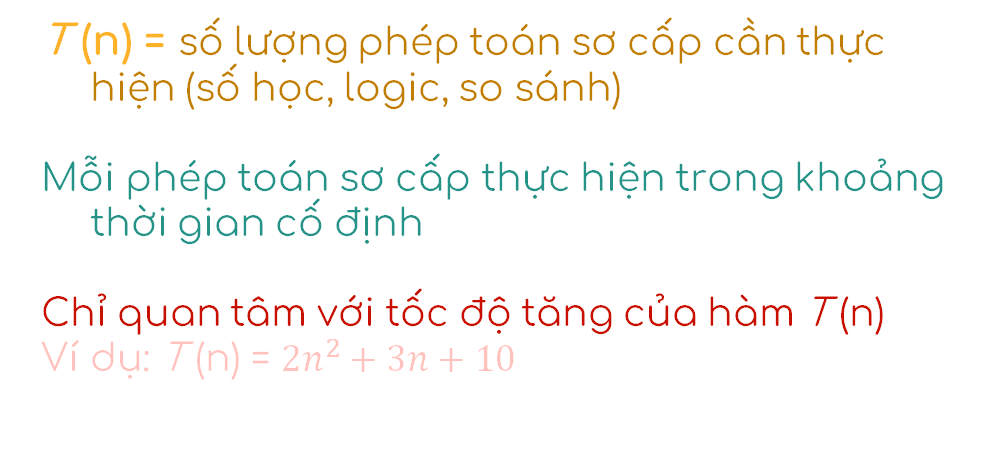 T(n) = số lượng phép toán sơ cấp cần thực
hiện (số học, logic, so sánh)
Mỗi phép toán sơ cấp thực hiện trong khoảng
thời gian cố định
Chỉ quan tâm với tốc độ tăng của hàm T(n)
Ví dụ: T(n) = 2n² + 3n + 10